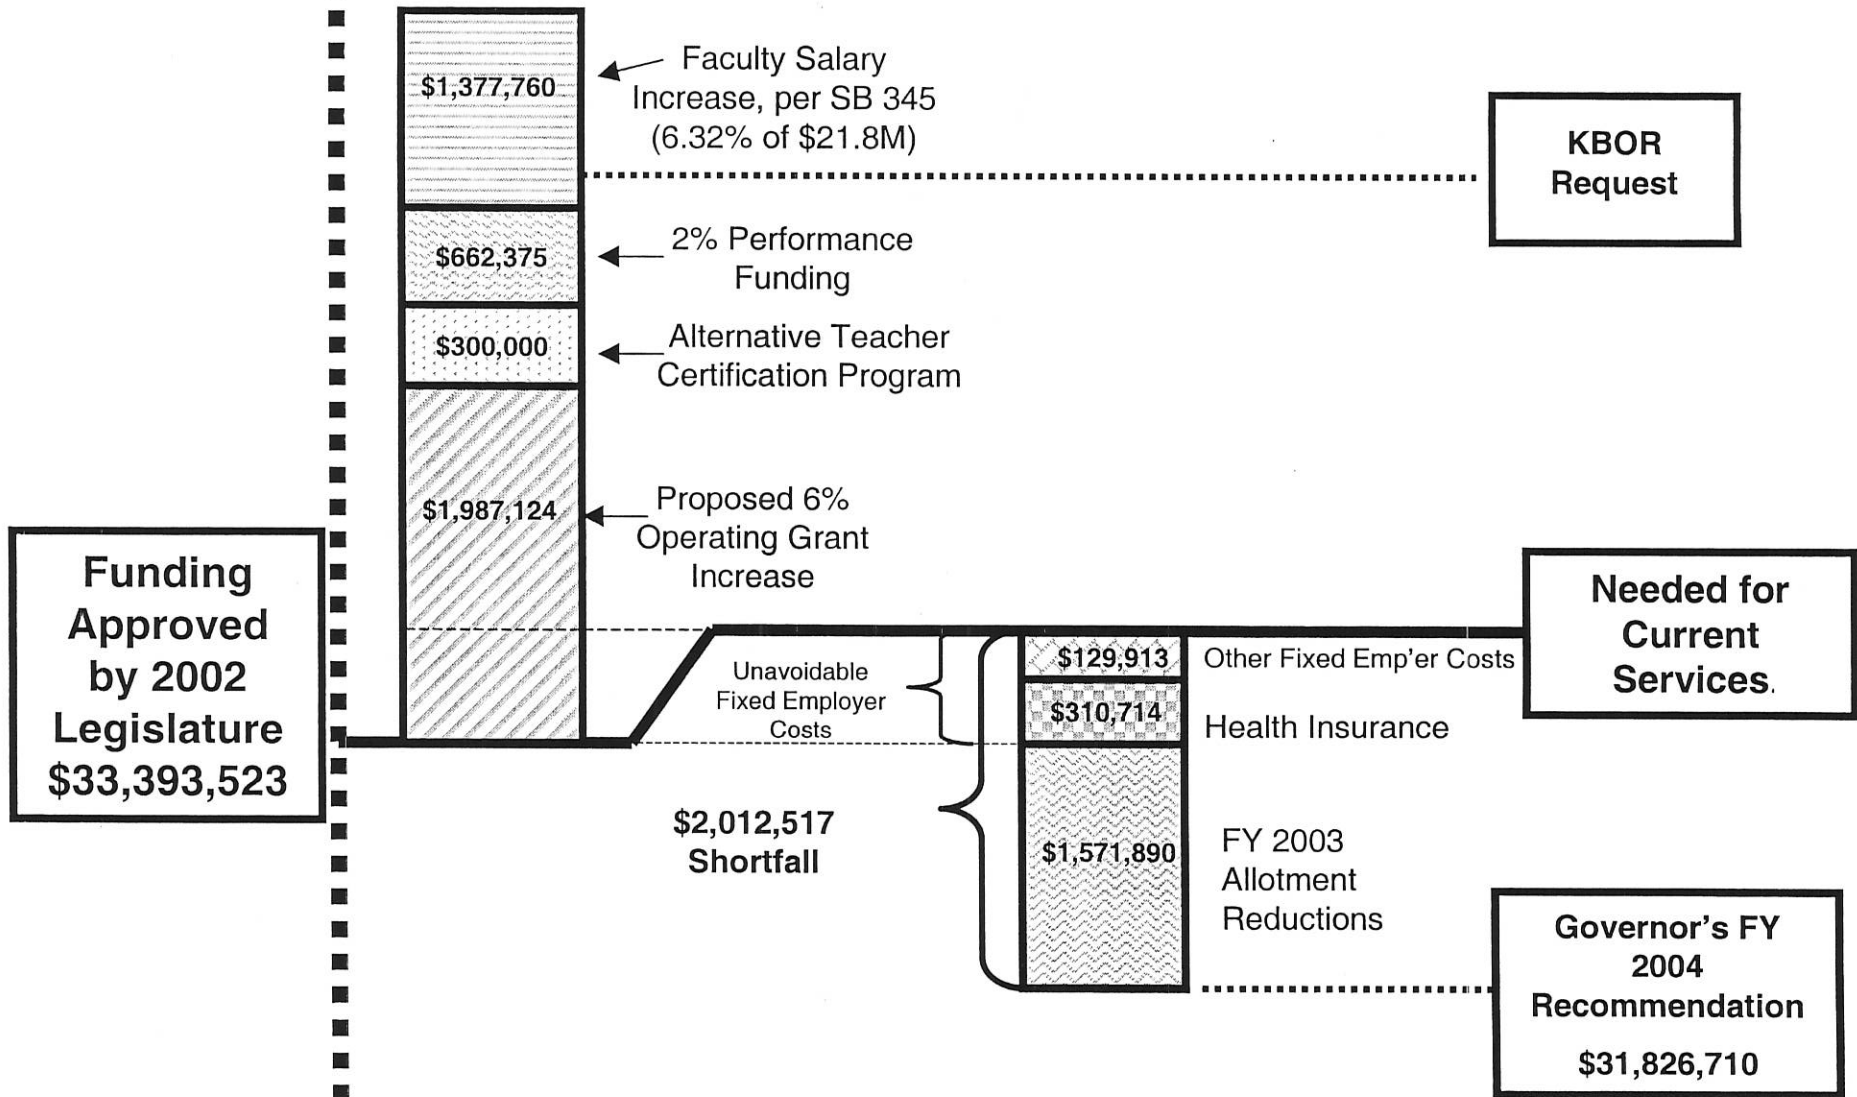 $1,377,760
Faculty Salary
Increase, per SB 345
(6.32% of $21.8M)
KBOR
Request
$662,375
2% Performance
Funding
$300,000
Alternative Teacher
Certification Program
$1,987,124
Proposed 6%
Operating Grant
Increase
Funding
Approved
by 2002
Legislature
$33,393,523
Unavoidable
Fixed Employer
Costs
$129,913
Other Fixed Emp'er Costs
$310,714
Health Insurance
Needed for
Current
Services.
$2,012,517
Shortfall
$1,571,890
FY 2003
Allotment
Reductions
Governor's FY
2004
Recommendation
$31,826,710